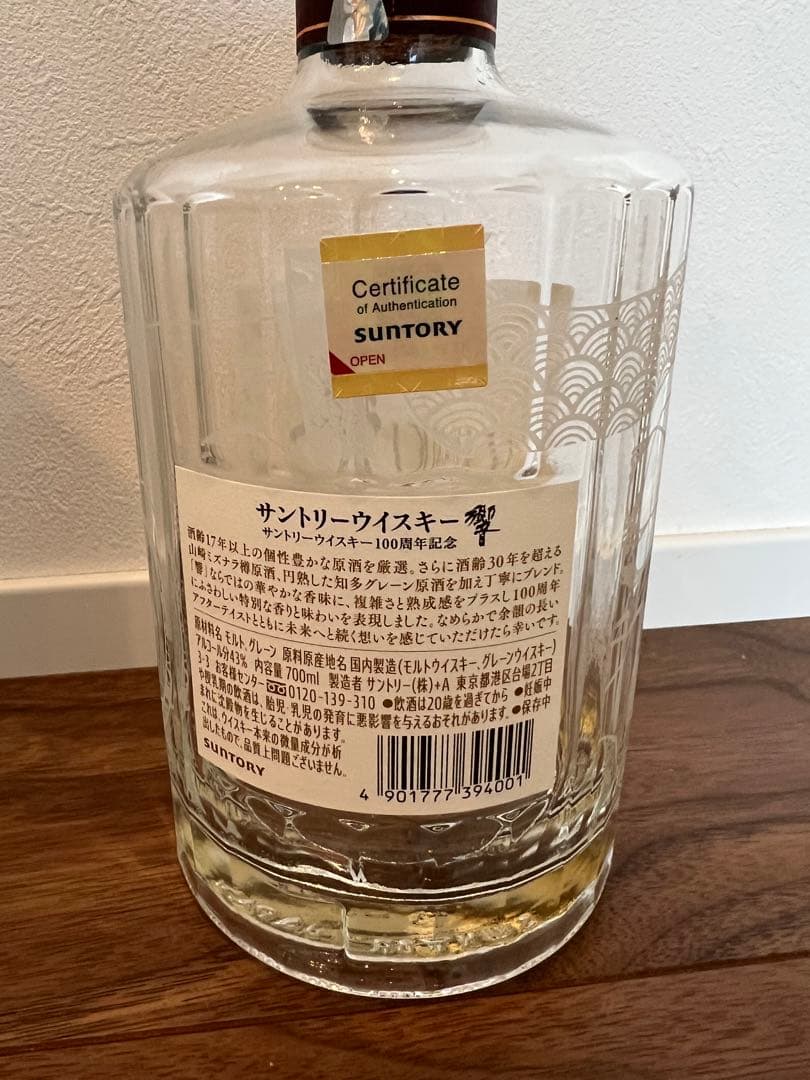 Certificate
of Authentication
SUNTORY
OPEN
サントリーウイスキー 響
サントリーウイスキー100周年記念
酒齢17年以上の個性豊かな原酒を厳選。さらに酒齢30年を超える
山崎ミズナラ樽原酒、円熟した知多グレーン原酒を加え丁寧にブレンド。
「響」ならではの華やかな香味に、複雑さと熟成感をプラスし100周年
にふさわしい特別な香りと味わいを表現しました。なめらかで余韻の長い
アフターテイストとともに未来へと続く想いを感じていただけたら幸いです。
原材料名 モルト、グレーン 原料原産地名 国内製造(モルトウイスキー、グレーンウイスキー)
アルコール分43% 内容量 700ml 製造者 サントリー(株)+A 東京都港区台場2丁目
3-3 お客様センター 0120-139-310 ●飲酒は20歳を過ぎてから ●妊娠中
や授乳期の飲酒は、胎児・乳児の発育に悪影響を与えるおそれがあります。●保存中
まれに沈殿物を生じることがあります。
これは、ウイスキー本来の微量成分が析
出したもので、品質上問題ございません。
SUNTORY
4 901777 394001